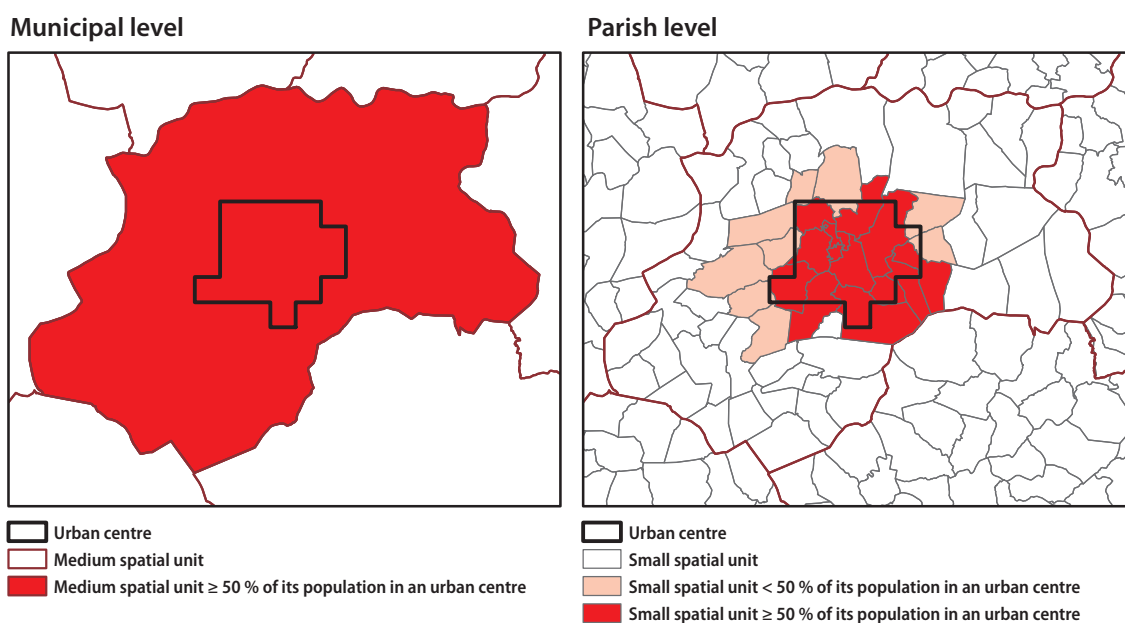 Municipal level
Parish level
Urban centre
Medium spatial unit
Medium spatial unit ≥ 50 % of its population in an urban centre
Urban centre
Small spatial unit
Small spatial unit < 50 % of its population in an urban centre
Small spatial unit ≥ 50 % of its population in an urban centre